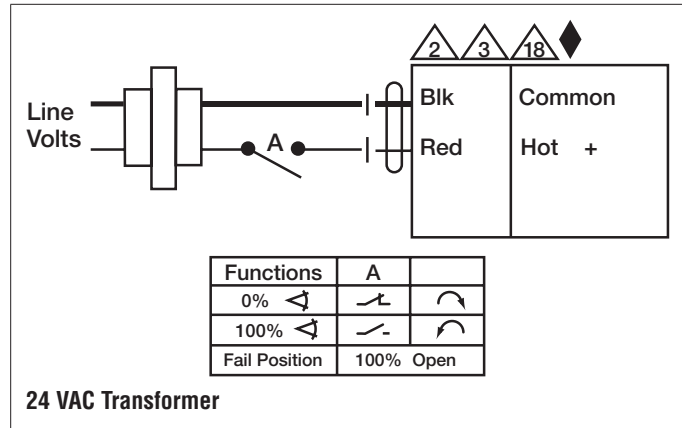 2 3 18
Line Volts
A
Blk Common
Red Hot +
Functions A
0%
100%
Fail Position 100% Open
24 VAC Transformer